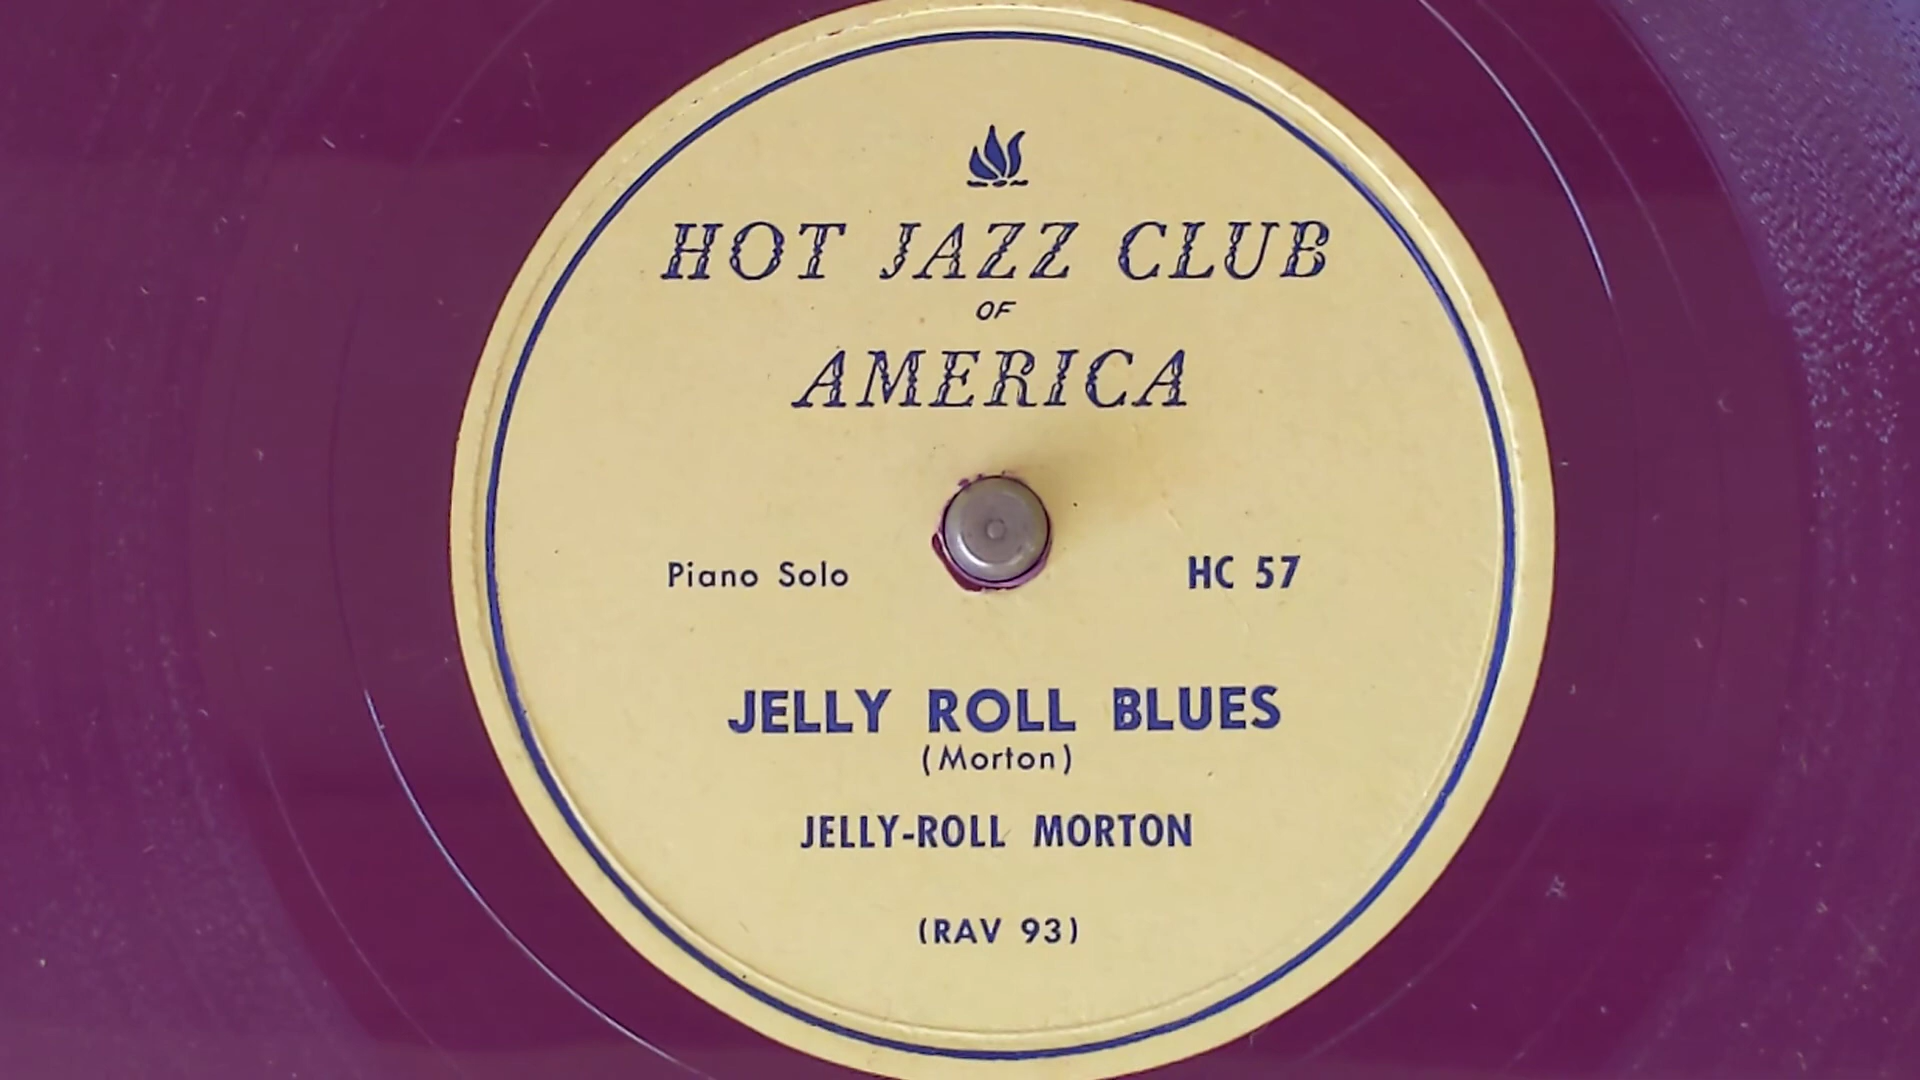 HOT JAZZ CLUB
OF
AMERICA
Piano Solo HC 57
JELLY ROLL BLUES
(Morton)
JELLY-ROLL MORTON
(RAV 93)